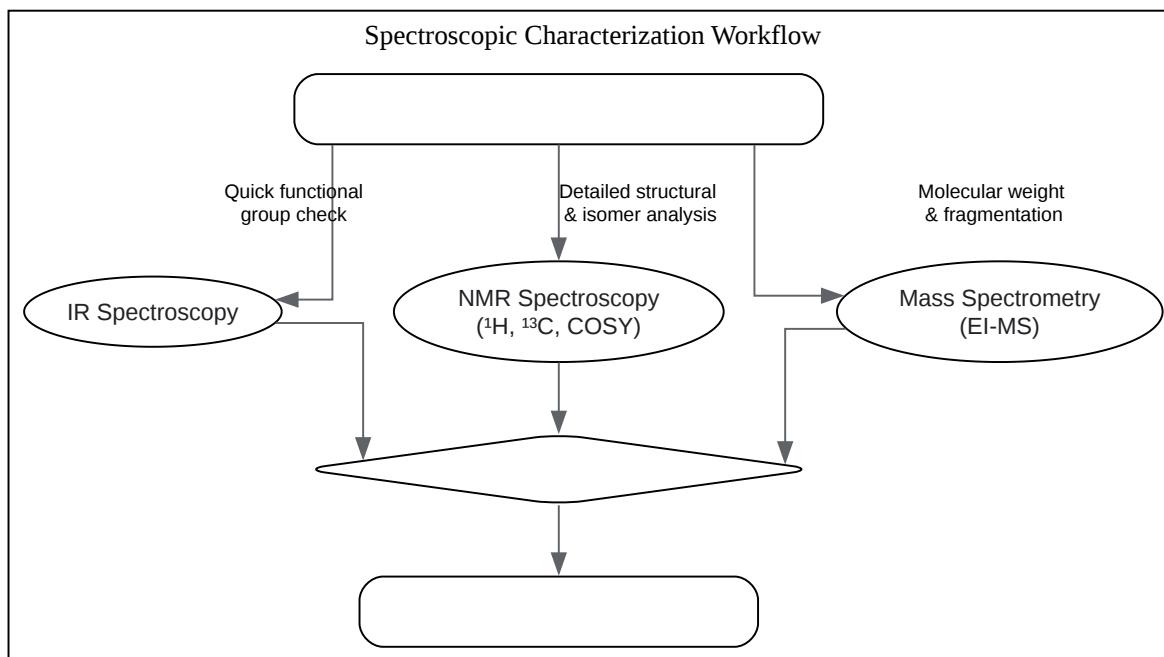 Spectroscopic Characterization Workflow
Quick functional
group check
Detailed structural
& isomer analysis
Molecular weight
& fragmentation
IR Spectroscopy
NMR Spectroscopy
(¹H, ¹³C, COSY)
Mass Spectrometry
(EI-MS)